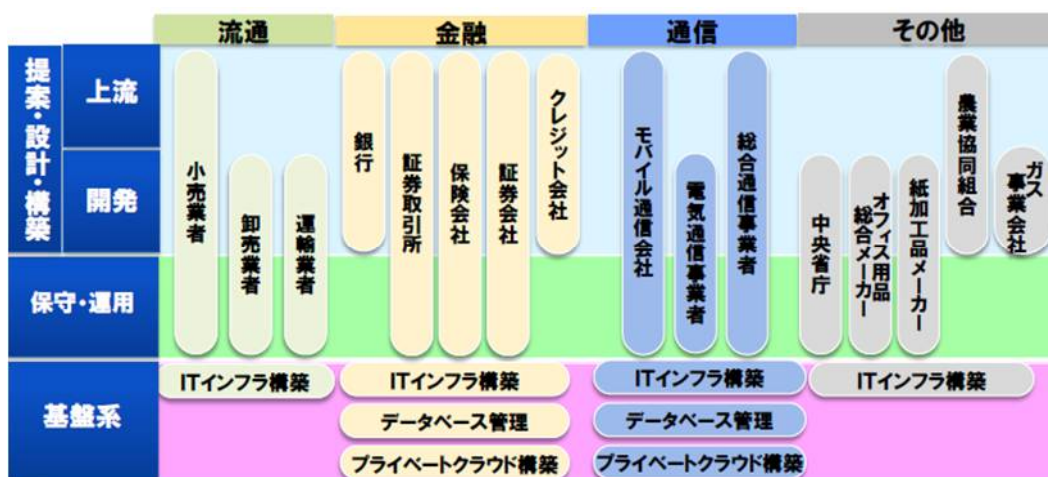 流通
金融
通信
その他
提案・設計・構築
上流
開発
保守・運用
基盤系
小売業者
卸売業者
運輸業者
銀行
証券取引所
保険会社
証券会社
クレジット会社
モバイル通信会社
電気通信事業者
総合通信事業者
中央省庁
オフィス用品
総合メーカー
紙加工品メーカー
農業協同組合
ガス
事業会社
ITインフラ構築
ITインフラ構築
ITインフラ構築
ITインフラ構築
データベース管理
データベース管理
プライベートクラウド構築
プライベートクラウド構築